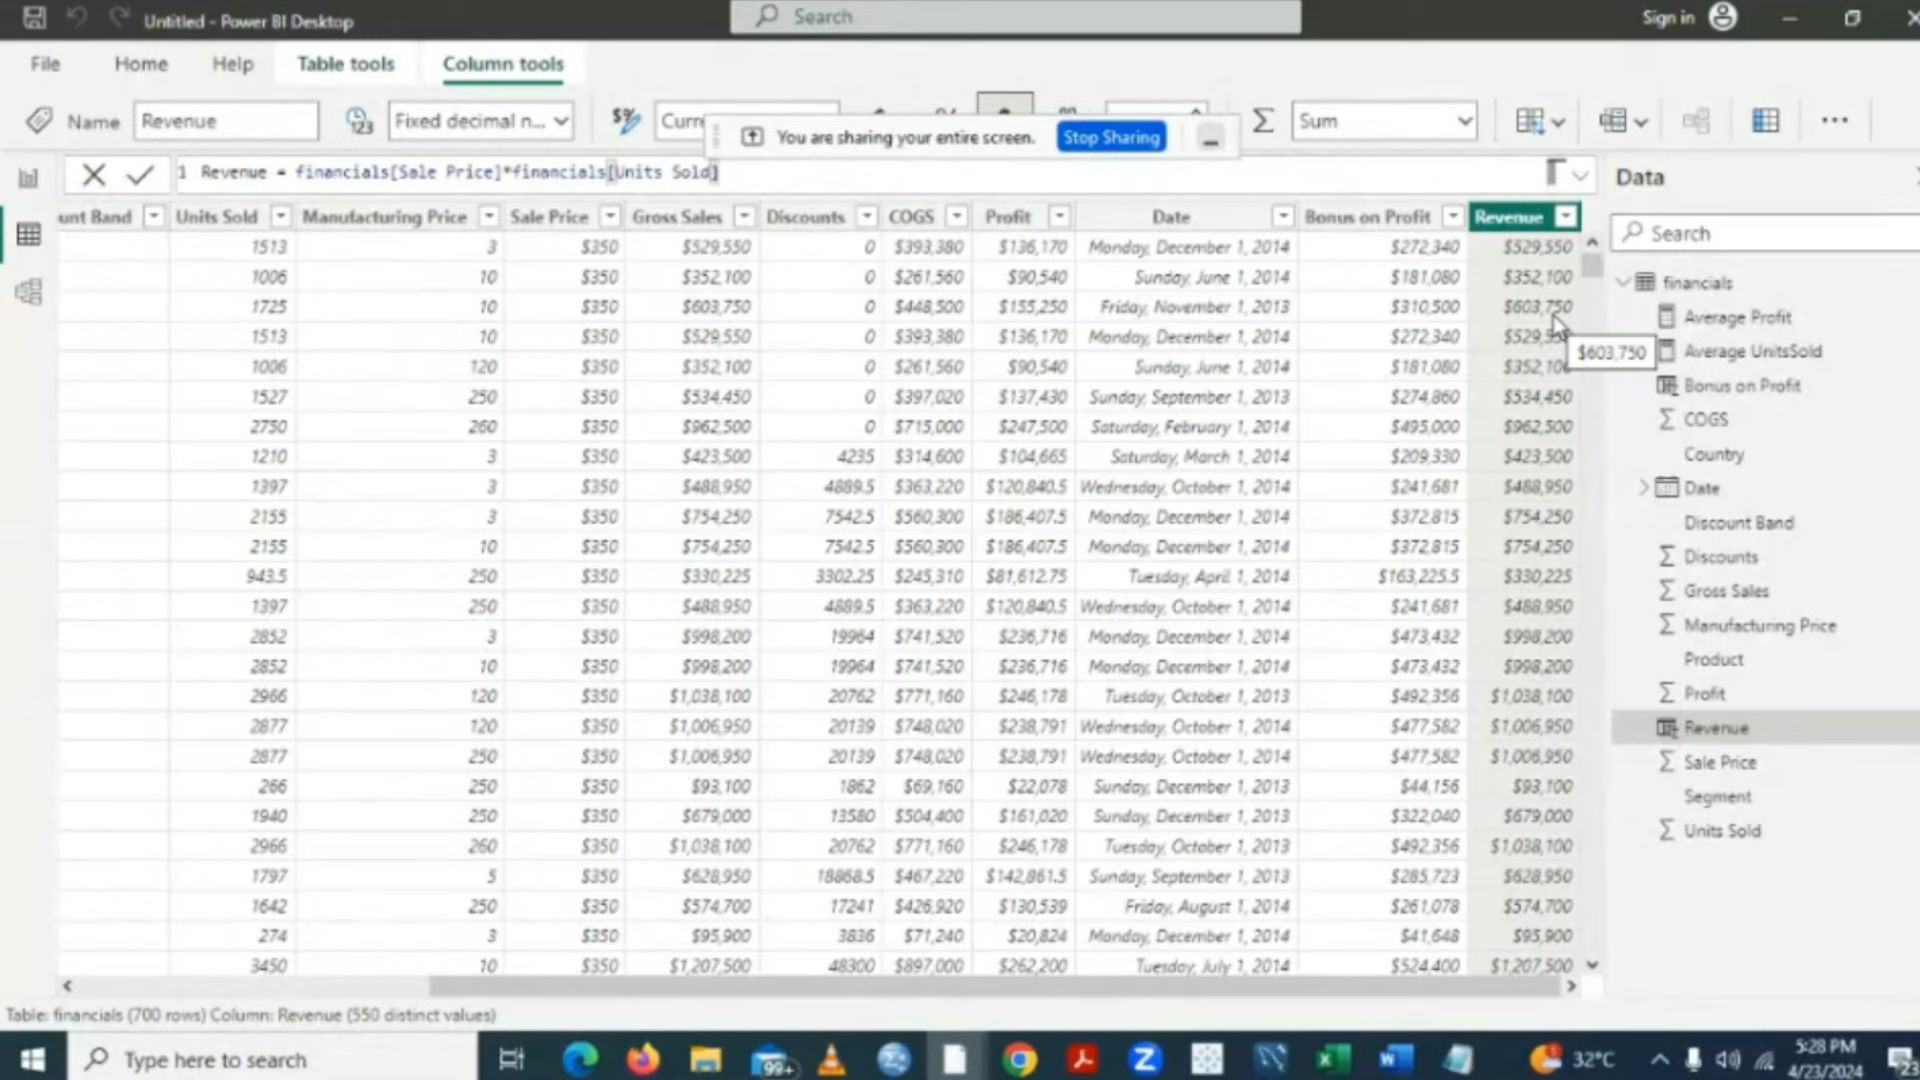 Untitled - Power BI Desktop
Search
Sign in
File Home Help Table tools Column tools
Name Revenue Fixed decimal n... Sum
You are sharing your entire screen. Stop Sharing
1 Revenue = financials[Sale Price]*financials[Units Sold]
Data
unt Band Units Sold Manufacturing Price Sale Price Gross Sales Discounts COGS Profit Date Bonus on Profit Revenue
1513 3 $350 $529,550 0 $393,380 $136,170 Monday, December 1, 2014 $272,340 $529,550
1006 10 $350 $352,100 0 $261,560 $90,540 Sunday, June 1, 2014 $181,080 $352,100
1725 10 $350 $603,750 0 $448,500 $155,250 Friday, November 1, 2013 $310,500 $603,750
1513 10 $350 $529,550 0 $393,380 $136,170 Monday, December 1, 2014 $272,340
1006 120 $350 $352,100 0 $261,560 $90,540 Sunday, June 1, 2014 $181,080
1527 250 $350 $534,450 0 $397,020 $137,430 Sunday, September 1, 2013 $274,860 $534,450
2750 260 $350 $962,500 0 $715,000 $247,500 Saturday, February 1, 2014 $495,000 $962,500
1210 3 $350 $423,500 4235 $314,600 $104,665 Saturday, March 1, 2014 $209,330 $423,500
1397 3 $350 $488,950 4889.5 $363,220 $120,840.5 Wednesday, October 1, 2014 $241,681 $488,950
2155 3 $350 $754,250 7542.5 $560,300 $186,407.5 Monday, December 1, 2014 $372,815 $754,250
2155 10 $350 $754,250 7542.5 $560,300 $186,407.5 Monday, December 1, 2014 $372,815 $754,250
943.5 250 $350 $330,225 3302.25 $245,310 $81,612.75 Tuesday, April 1, 2014 $163,225.5 $330,225
1397 250 $350 $488,950 4889.5 $363,220 $120,840.5 Wednesday, October 1, 2014 $241,681 $488,950
2852 3 $350 $998,200 19964 $741,520 $236,716 Monday, December 1, 2014 $473,432 $998,200
2852 10 $350 $998,200 19964 $741,520 $236,716 Monday, December 1, 2014 $473,432 $998,200
2966 120 $350 $1,038,100 20762 $771,160 $246,178 Tuesday, October 1, 2013 $492,356 $1,038,100
2877 120 $350 $1,006,950 20139 $748,020 $238,791 Wednesday, October 1, 2014 $477,582 $1,006,950
2877 250 $350 $1,006,950 20139 $748,020 $238,791 Wednesday, October 1, 2014 $477,582 $1,006,950
266 250 $350 $93,100 1862 $69,160 $22,078 Sunday, December 1, 2013 $44,156 $93,100
1940 250 $350 $679,000 13580 $504,400 $161,020 Sunday, December 1, 2013 $322,040 $679,000
2966 260 $350 $1,038,100 20762 $771,160 $246,178 Tuesday, October 1, 2013 $492,356 $1,038,100
1797 5 $350 $628,950 18868.5 $467,220 $142,861.5 Sunday, September 1, 2013 $285,723 $628,950
1642 250 $350 $574,700 17241 $426,920 $130,539 Friday, August 1, 2014 $261,078 $574,700
274 3 $350 $95,900 3836 $71,240 $20,824 Monday, December 1, 2014 $41,648 $95,900
3450 10 $350 $1,207,500 48300 $897,000 $262,200 Tuesday, July 1, 2014 $524,400 $1,207,500
$603,750
Search
financials
Average Profit
Average UnitsSold
Bonus on Profit
COGS
Country
Date
Discount Band
Discounts
Gross Sales
Manufacturing Price
Product
Profit
Revenue
Sale Price
Segment
Units Sold
Table: financials (700 rows) Column: Revenue (550 distinct values)
Type here to search
99+
32°C
5:28 PM
4/23/2024
23